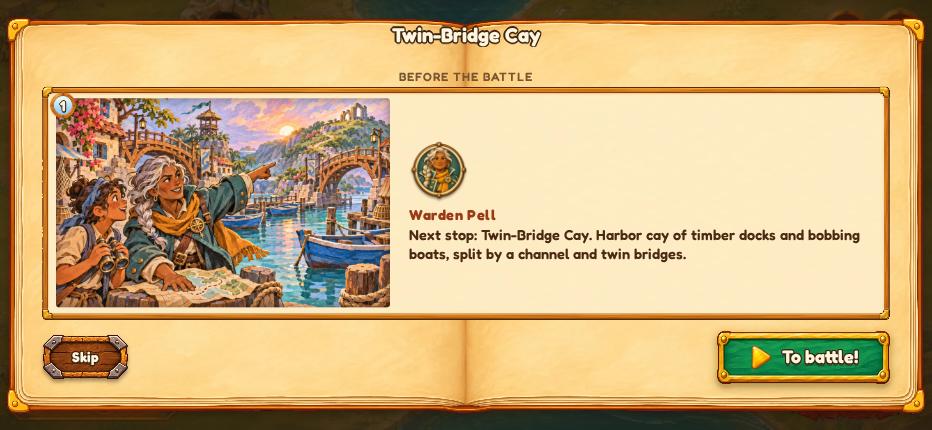 Twin-Bridge Cay
BEFORE THE BATTLE
1
Warden Pell
Next stop: Twin-Bridge Cay. Harbor cay of timber docks and bobbing
boats, split by a channel and twin bridges.
Skip
To battle!